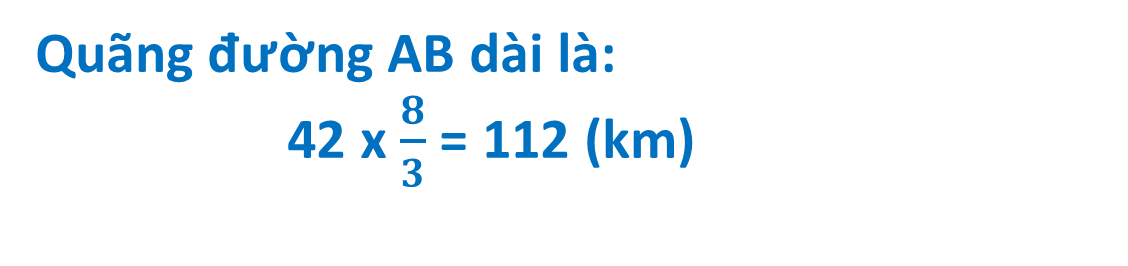 Quãng đường AB dài là:
42 x 8/3 = 112 (km)